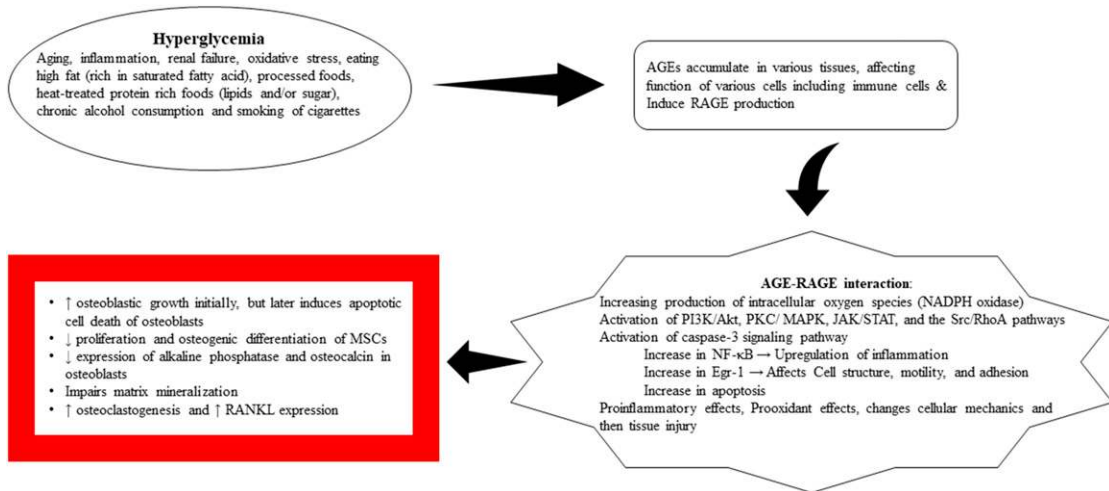 Hyperglycemia
Aging, inflammation, renal failure, oxidative stress, eating
high fat (rich in saturated fatty acid), processed foods,
heat-treated protein rich foods (lipids and/or sugar),
chronic alcohol consumption and smoking of cigarettes
AGEs accumulate in various tissues, affecting
function of various cells including immune cells &
Induce RAGE production
AGE-RAGE interaction:
Increasing production of intracellular oxygen species (NADPH oxidase)
Activation of PI3K/Akt, PKC/ MAPK, JAK/STAT, and the Src/RhoA pathways
Activation of caspase-3 signaling pathway
Increase in NF-κB → Upregulation of inflammation
Increase in Egr-1 → Affects Cell structure, motility, and adhesion
Increase in apoptosis
Proinflammatory effects, Prooxidant effects, changes cellular mechanics and
then tissue injury
• ↑ osteoblastic growth initially, but later induces apoptotic
cell death of osteoblasts
• ↓ proliferation and osteogenic differentiation of MSCs
• ↓ expression of alkaline phosphatase and osteocalcin in
osteoblasts
• Impairs matrix mineralization
• ↑ osteoclastogenesis and ↑ RANKL expression